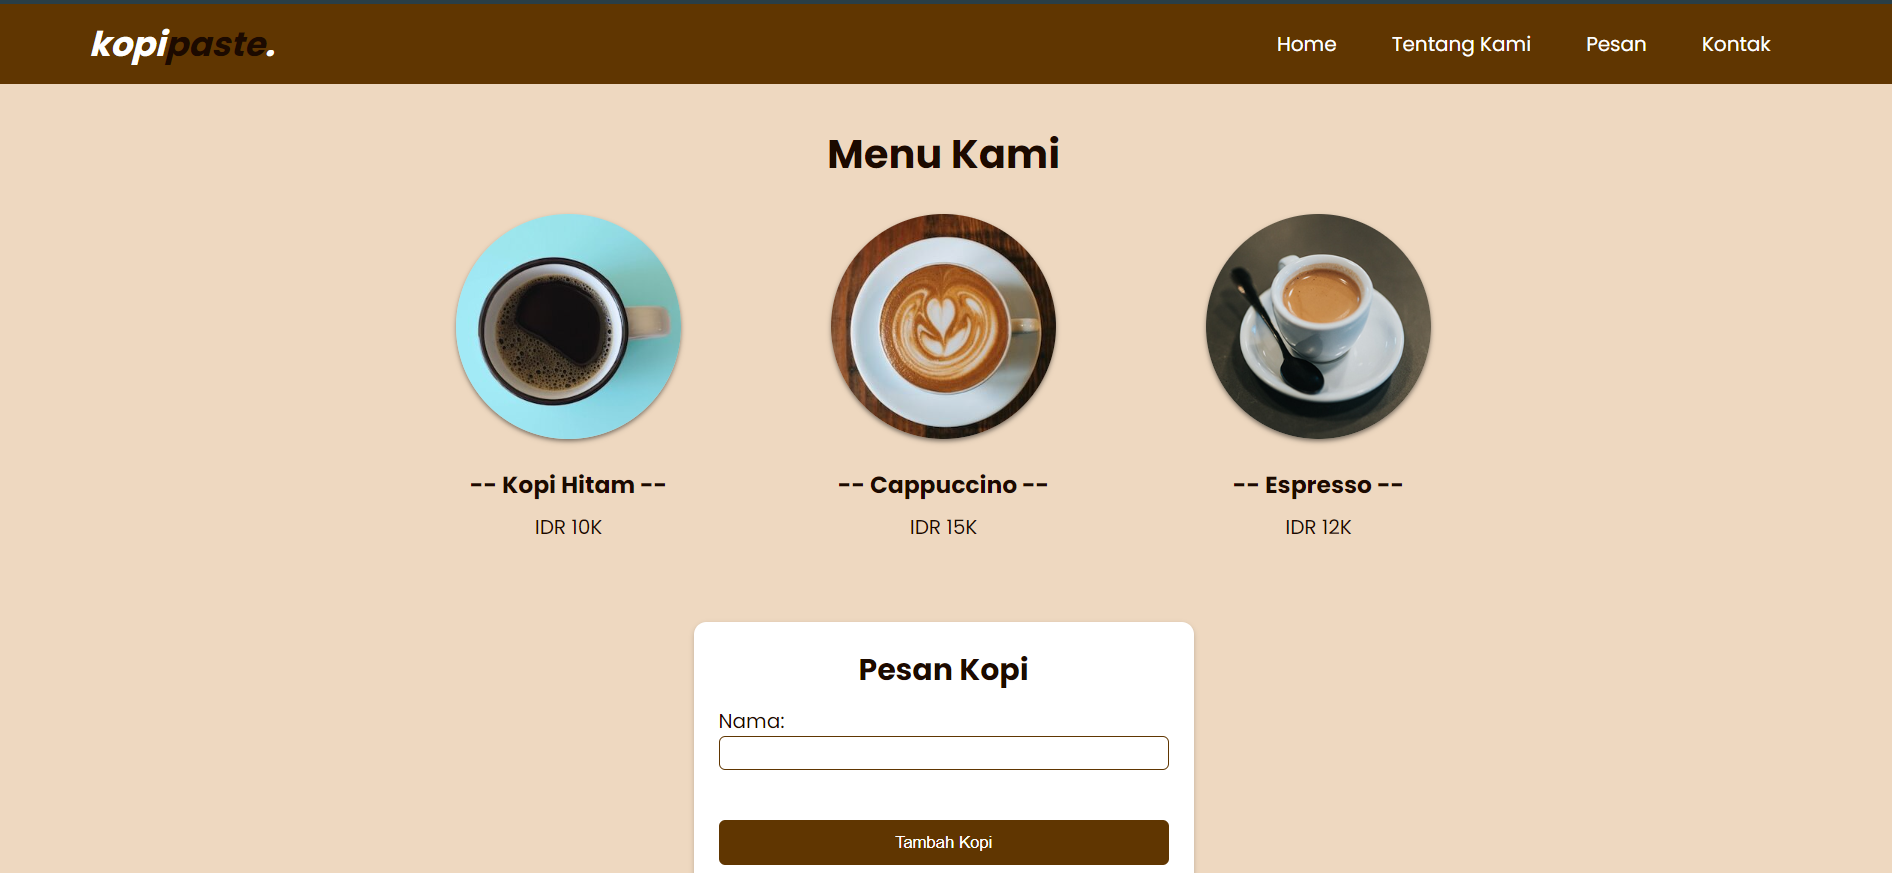 kopipaste.
Home
Tentang Kami
Pesan
Kontak
Menu Kami
-- Kopi Hitam --
IDR 10K
-- Cappuccino --
IDR 15K
-- Espresso --
IDR 12K
Pesan Kopi
Nama:
Tambah Kopi